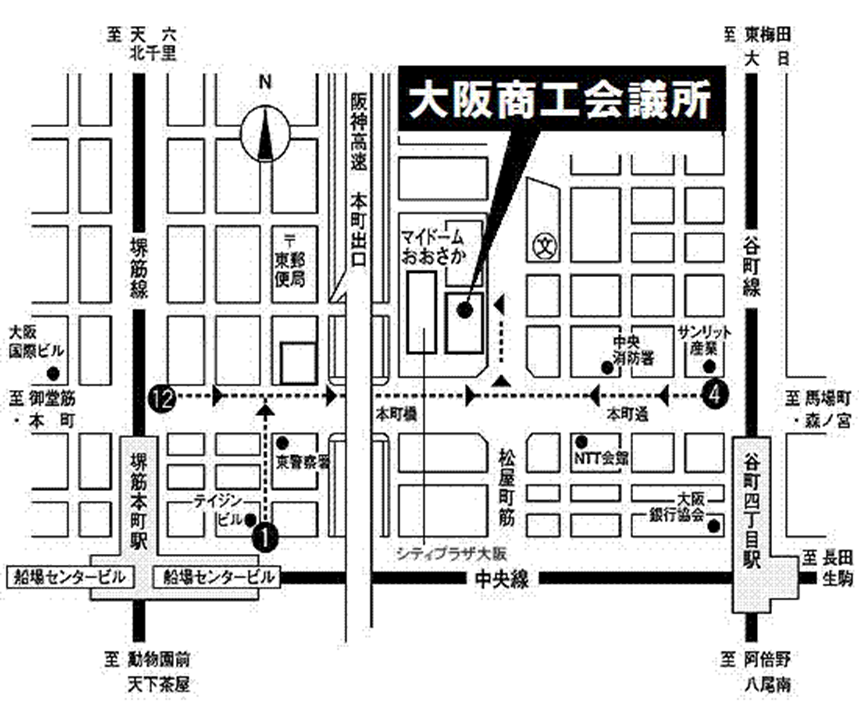 至 天 六
北千里
至 東梅田
大 日
N
大阪商工会議所
阪神高速 本町出口
〒
東郵
便局
マイドーム
おおさか
文
堺筋線
谷町線
大阪
国際ビル
中央
消防署
サンリット
産業
至 御堂筋
・本 町
12
4
至 馬場町
・森ノ宮
本町橋
本町通
東警察署
NTT会館
堺筋本町駅
松屋町筋
谷町四丁目駅
テイジン
ビル
1
大阪
銀行協会
シティプラザ大阪
船場センタービル
船場センタービル
中央線
至 長田
生駒
至 動物園前
天下茶屋
至 阿倍野
八尾南